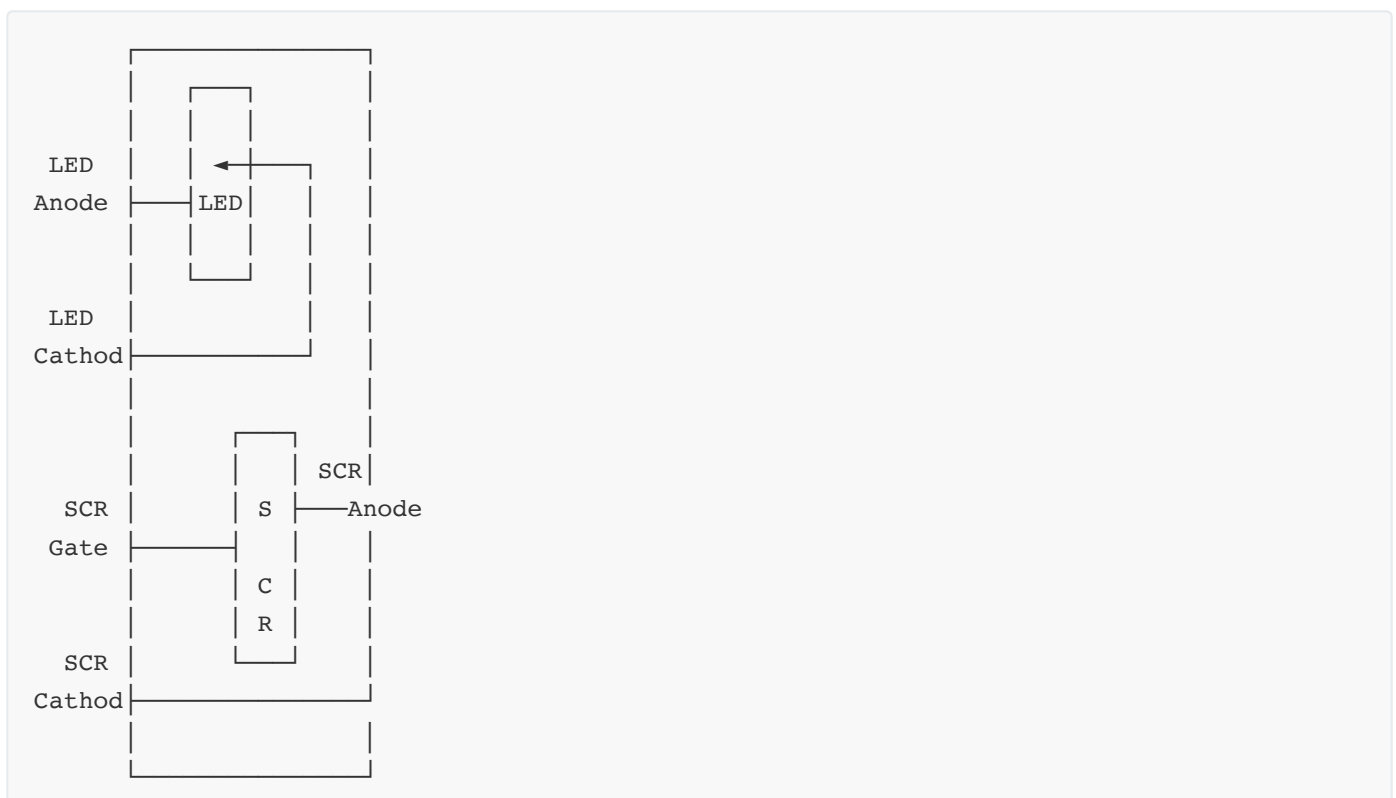 LED
Anode LED
LED
Cathod
SCR
SCR S Anode
Gate
C
R
SCR
Cathod